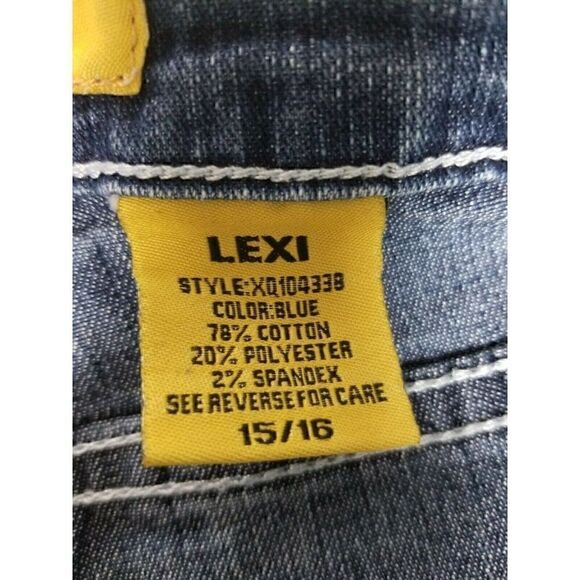 LEXI
STYLE:XQ104338
COLOR:BLUE
78% COTTON
20% POLYESTER
2% SPANDEX
SEE REVERSE FOR CARE
15/16